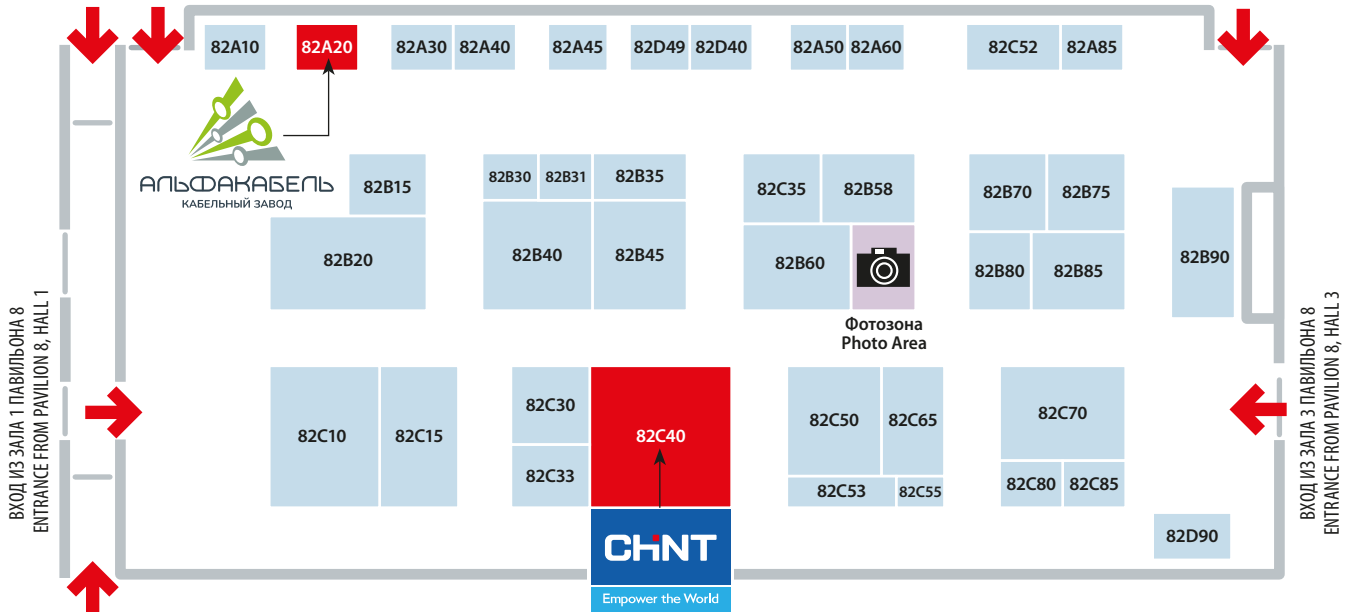 82A10
82A20
82A30
82A40
82A45
82D49
82D40
82A50
82A60
82C52
82A85
АЛЬФАКАБЕЛЬ
КАБЕЛЬНЫЙ ЗАВОД
82B15
82B30
82B31
82B35
82C35
82B58
82B70
82B75
82B20
82B40
82B45
82B60
82B80
82B85
82B90
Фотозона
Photo Area
ВХОД ИЗ ЗАЛА 1 ПАВИЛЬОНА 8
ENTRANCE FROM PAVILION 8, HALL 1
ВХОД ИЗ ЗАЛА 3 ПАВИЛЬОНА 8
ENTRANCE FROM PAVILION 8, HALL 3
82C10
82C15
82C30
82C33
82C40
82C50
82C65
82C70
82C53
82C55
82C80
82C85
82D90
CHINT
Empower the World